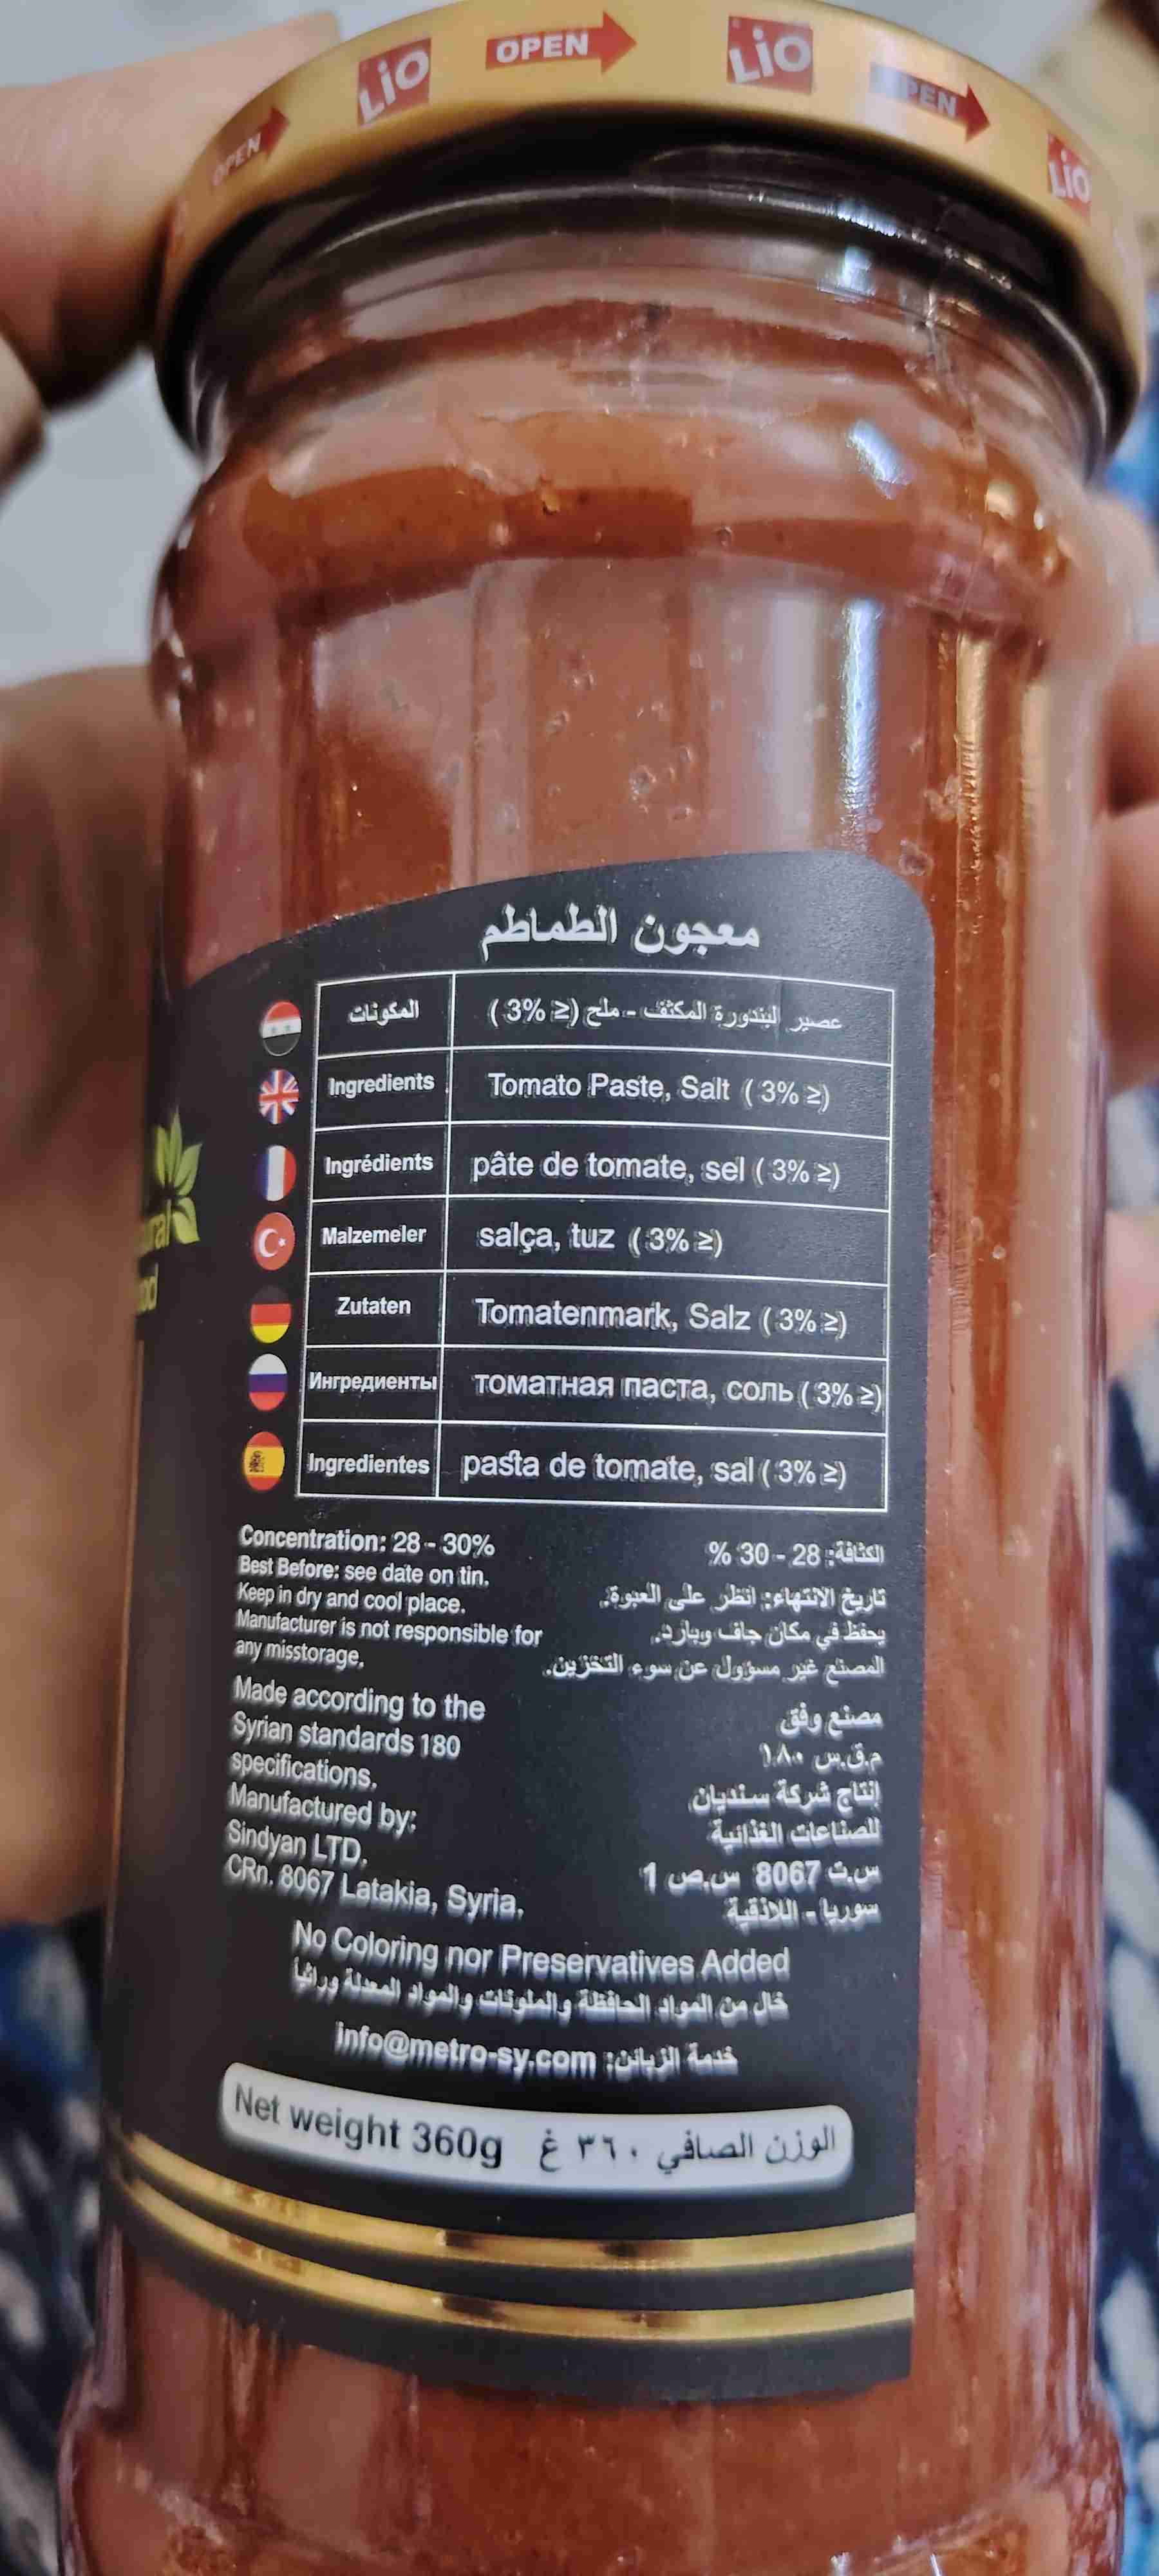 OPEN LiO OPEN LiO OPEN LiO
معجون الطماطم
المكونات عصير البندورة المكثف - ملح (≥ 3% )
Ingredients Tomato Paste, Salt ( 3% ≥)
Ingrédients pâte de tomate, sel ( 3% ≥)
Malzemeler salça, tuz ( 3% ≥)
Zutaten Tomatenmark, Salz ( 3% ≥)
Ингредиенты томатная паста, соль ( 3% ≥)
Ingredientes pasta de tomate, sal ( 3% ≥)
Concentration: 28 - 30%
Best Before: see date on tin.
Keep in dry and cool place.
Manufacturer is not responsible for
any misstorage.
Made according to the
Syrian standards 180
specifications.
Manufactured by:
Sindyan LTD.
CRn. 8067 Latakia, Syria.
الكثافة: 28 - 30 %
تاريخ الانتهاء: انظر على العبوة.
يحفظ في مكان جاف وبارد.
المصنع غير مسؤول عن سوء التخزين.
مصنع وفق
م.ق.س ١٨٠
إنتاج شركة سنديان
للصناعات الغذائية
س.ت 8067 س.ص 1
سوريا - اللاذقية
No Coloring nor Preservatives Added
خال من المواد الحافظة والملونات والمواد المعدلة وراثياً
خدمة الزبائن: info@metro-sy.com
Net weight 360g الوزن الصافي ٣٦٠ غ